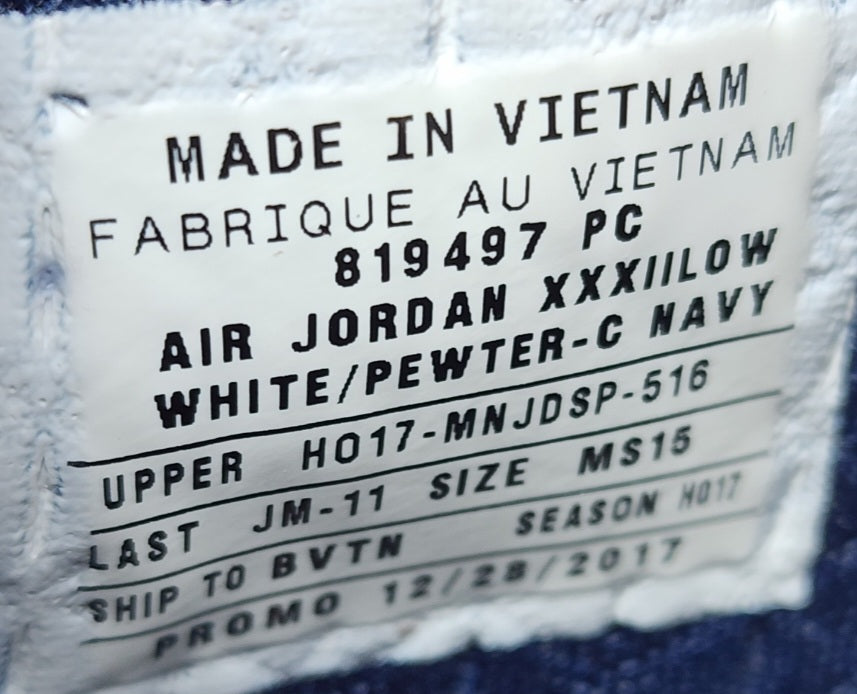 MADE IN VIETNAM
FABRIQUE AU VIETNAM
819497 PC
AIR JORDAN XXXIILOW
WHITE/PEWTER-C NAVY
UPPER HO17-MNJDSP-516
LAST JM-11 SIZE MS15
SHIP TO BVTN SEASON HO17
PROMO 12/28/2017